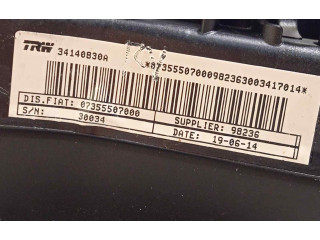 TRW 34140830A
*07355507000982363003417014*
DIS.FIAT: 07355507000
S/N: 30034
SUPPLIER: 98236
DATE: 19-06-14